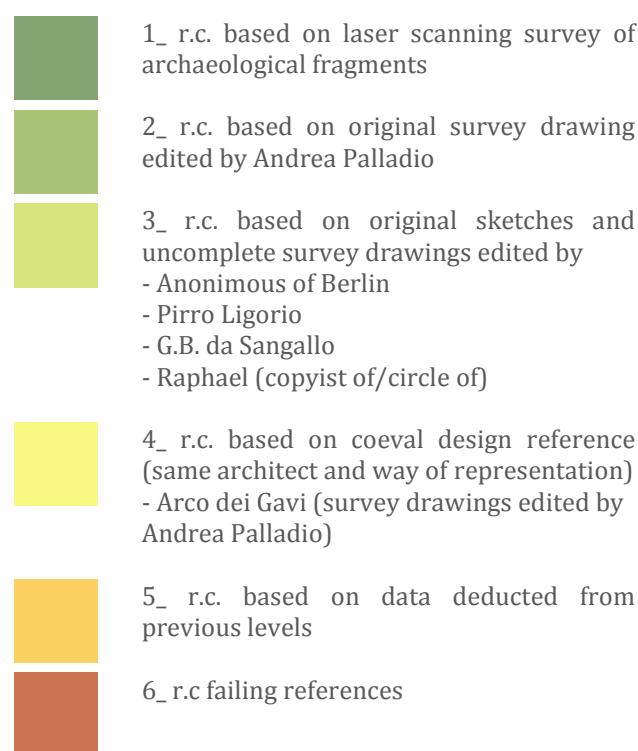 1_ r.c. based on laser scanning survey of
archaeological fragments
2_ r.c. based on original survey drawing
edited by Andrea Palladio
3_ r.c. based on original sketches and
uncomplete survey drawings edited by
- Anonimous of Berlin
- Pirro Ligorio
- G.B. da Sangallo
- Raphael (copyist of/circle of)
4_ r.c. based on coeval design reference
(same architect and way of representation)
- Arco dei Gavi (survey drawings edited by
Andrea Palladio)
5_ r.c. based on data deducted from
previous levels
6_ r.c failing references